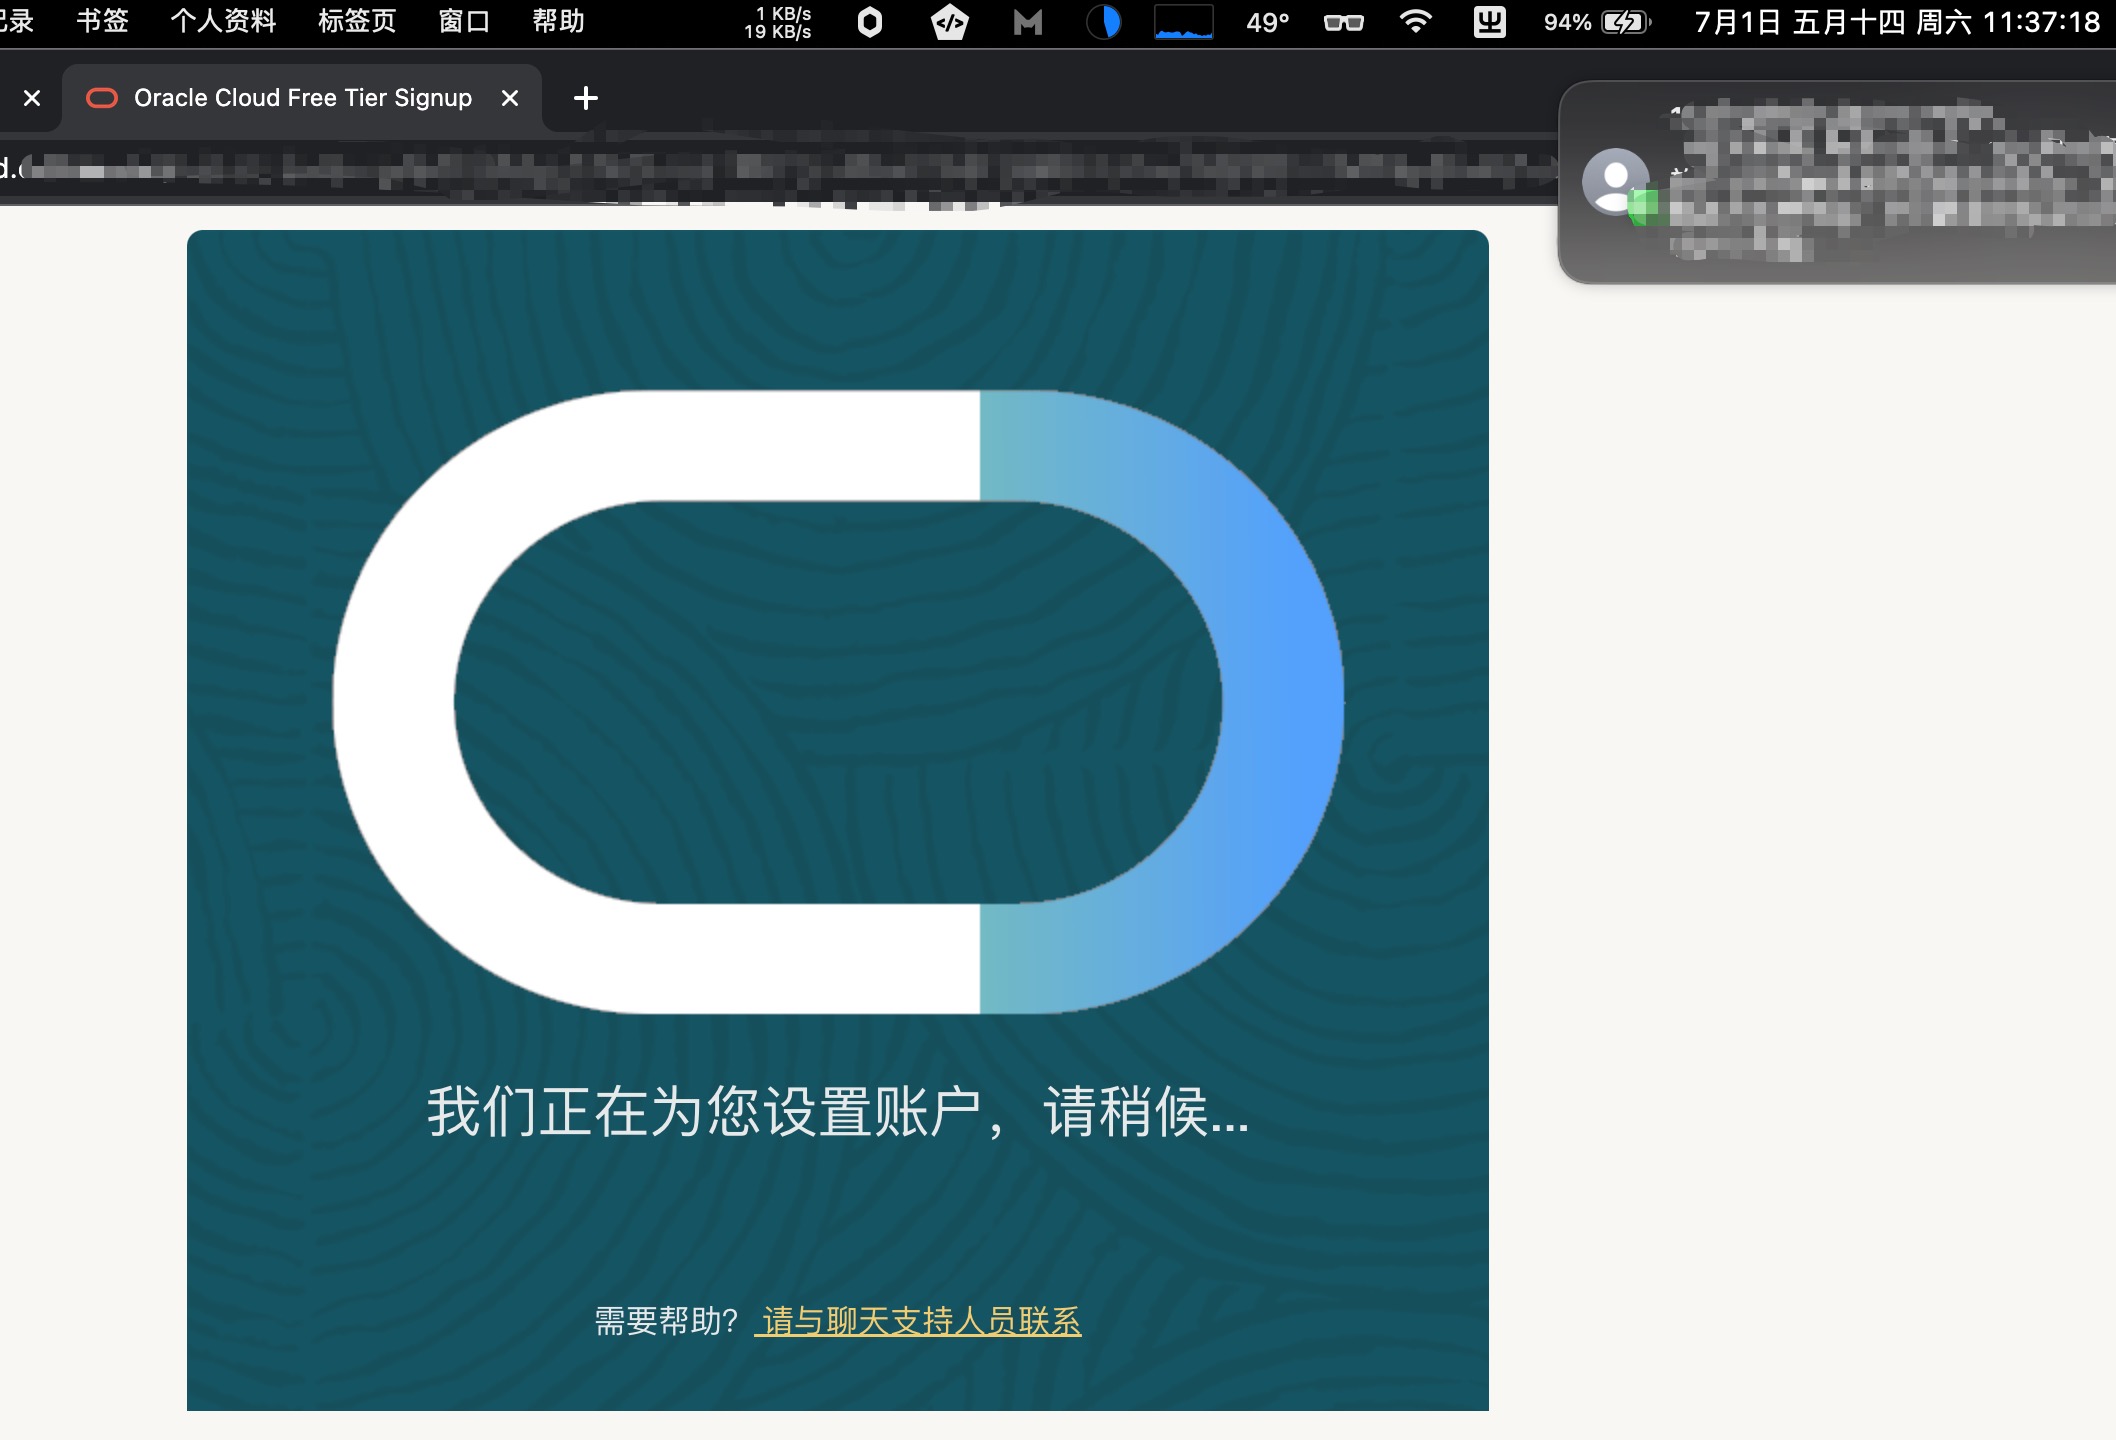 记录 书签 个人资料 标签页 窗口 帮助 1 KB/s 19 KB/s 49° 94% 7月1日 五月十四 周六 11:37:18
Oracle Cloud Free Tier Signup
d.
我们正在为您设置账户，请稍候...
需要帮助？ 请与聊天支持人员联系